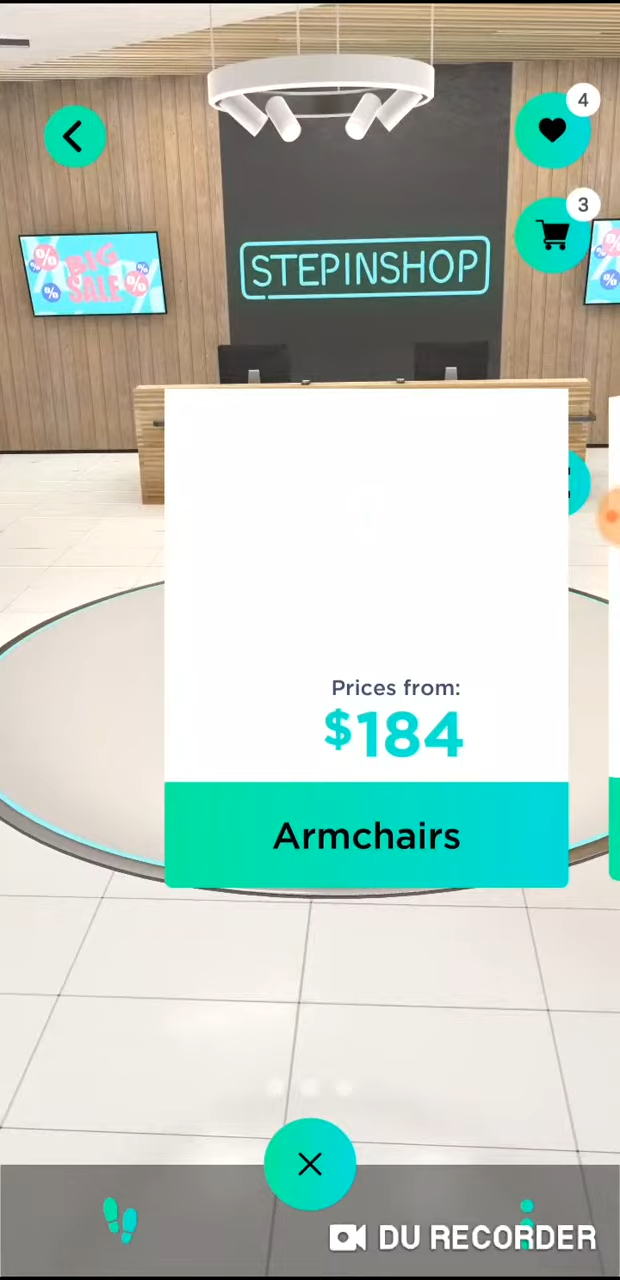 4
STEPINSHOP
3
BIG
SALE
Prices from:
$184
Armchairs
DU RECORDER